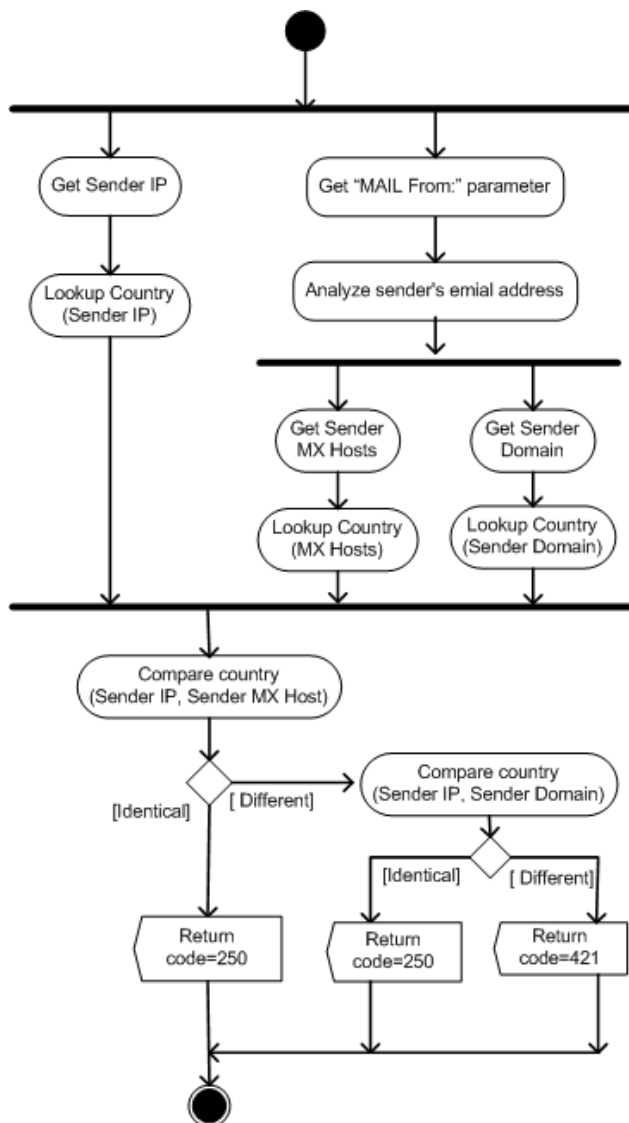 Get Sender IP
Lookup Country
(Sender IP)
Get “MAIL From:” parameter
Analyze sender's emial address
Get Sender
MX Hosts
Get Sender
Domain
Lookup Country
(MX Hosts)
Lookup Country
(Sender Domain)
Compare country
(Sender IP, Sender MX Host)
[Identical]
[ Different]
Compare country
(Sender IP, Sender Domain)
[Identical]
[ Different]
Return
code=250
Return
code=250
Return
code=421